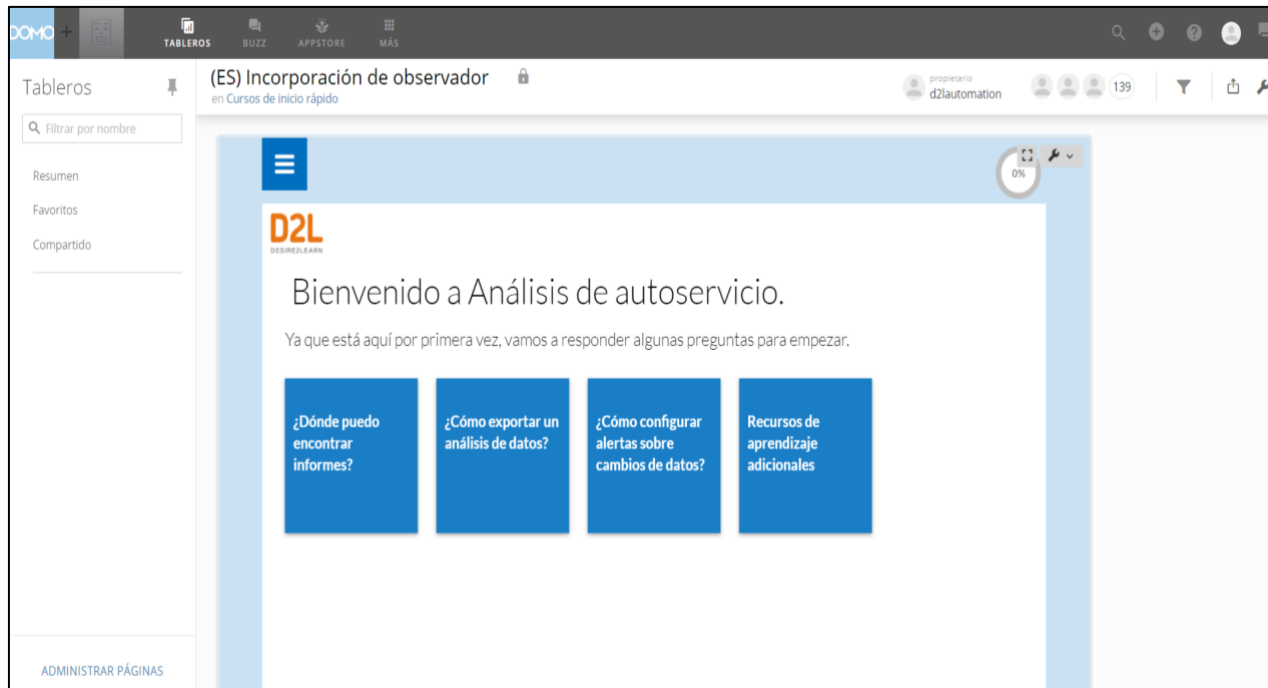 DOMO
TABLEROS
BUZZ
APPSTORE
MÁS
Tableros
Filtrar por nombre
Resumen
Favoritos
Compartido
ADMINISTRAR PÁGINAS
(ES) Incorporación de observador
en Cursos de inicio rápido
propietario
d2lautomation
139
0%
D2L
DESIRE2LEARN
Bienvenido a Análisis de autoservicio.
Ya que está aquí por primera vez, vamos a responder algunas preguntas para empezar.
¿Dónde puedo
encontrar
informes?
¿Cómo exportar un
análisis de datos?
¿Cómo configurar
alertas sobre
cambios de datos?
Recursos de
aprendizaje
adicionales